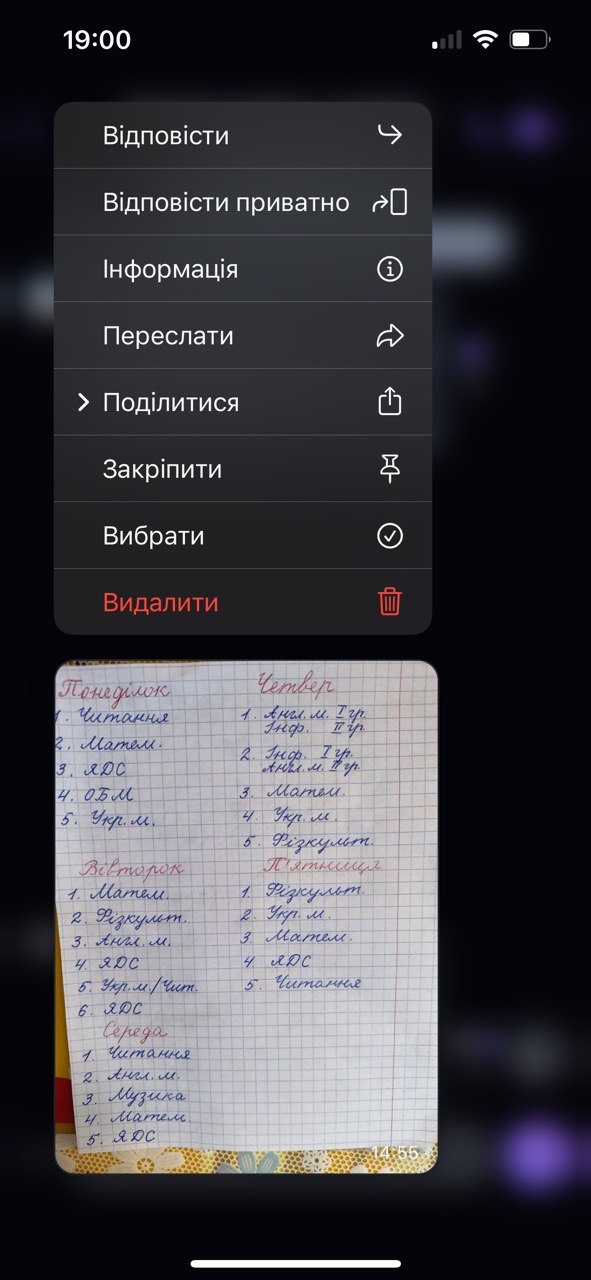 19:00
Відповісти
Відповісти приватно
Інформація
Переслати
Поділитися
Закріпити
Вибрати
Видалити
Понеділок
1. Читання
2. Матем.
3. ЯДС
4. ОБМ
5. Укр.м.
Вівторок
1. Матем.
2. Фізкульт.
3. Англ.м.
4. ЯДС
5. Укр.м/Чит.
6. ЯДС
Середа
1. Читання
2. Англ.м.
3. Музика
4. Матем.
5. ЯДС
Четвер
1. Англ.м. I гр.
Інф. II гр.
2. Інф. I гр.
Англ.м. II гр.
3. Матем.
4. Укр.м.
5. Фізкульт.
П'ятниця
1. Фізкульт.
2. Укр.м.
3. Матем.
4. ЯДС
5. Читання
14:55